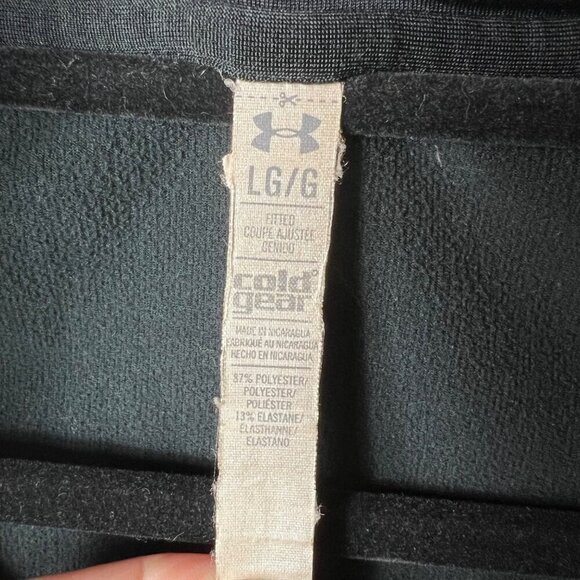 LG/G
FITTED
COUPE AJUSTÉE
CEÑIDO
cold
gear
MADE IN NICARAGUA
FABRIQUÉ AU NICARAGUA
HECHO EN NICARAGUA
87% POLYESTER/
POLYESTER/
POLIÉSTER
13% ELASTANE/
ÉLASTHANNE/
ELASTANO